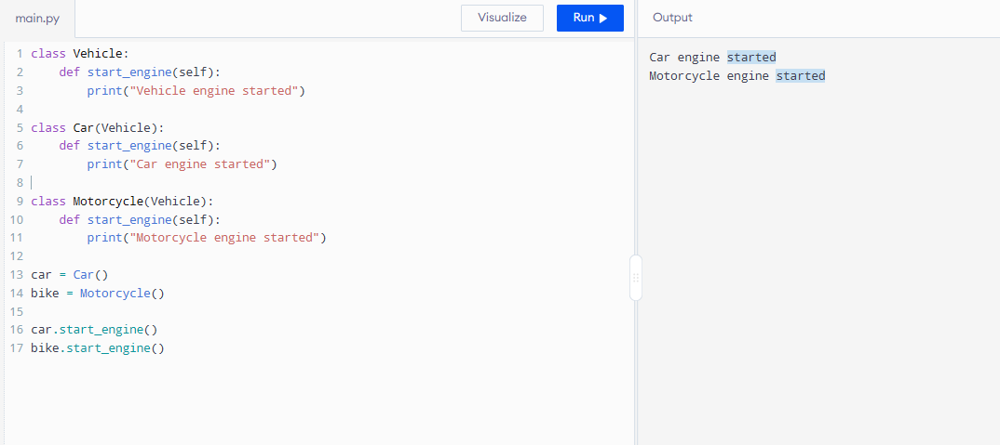 main.py
Visualize
Run
Output
1 class Vehicle:
2     def start_engine(self):
3         print("Vehicle engine started")
4
5 class Car(Vehicle):
6     def start_engine(self):
7         print("Car engine started")
8
9 class Motorcycle(Vehicle):
10     def start_engine(self):
11         print("Motorcycle engine started")
12
13 car = Car()
14 bike = Motorcycle()
15
16 car.start_engine()
17 bike.start_engine()
Car engine started
Motorcycle engine started